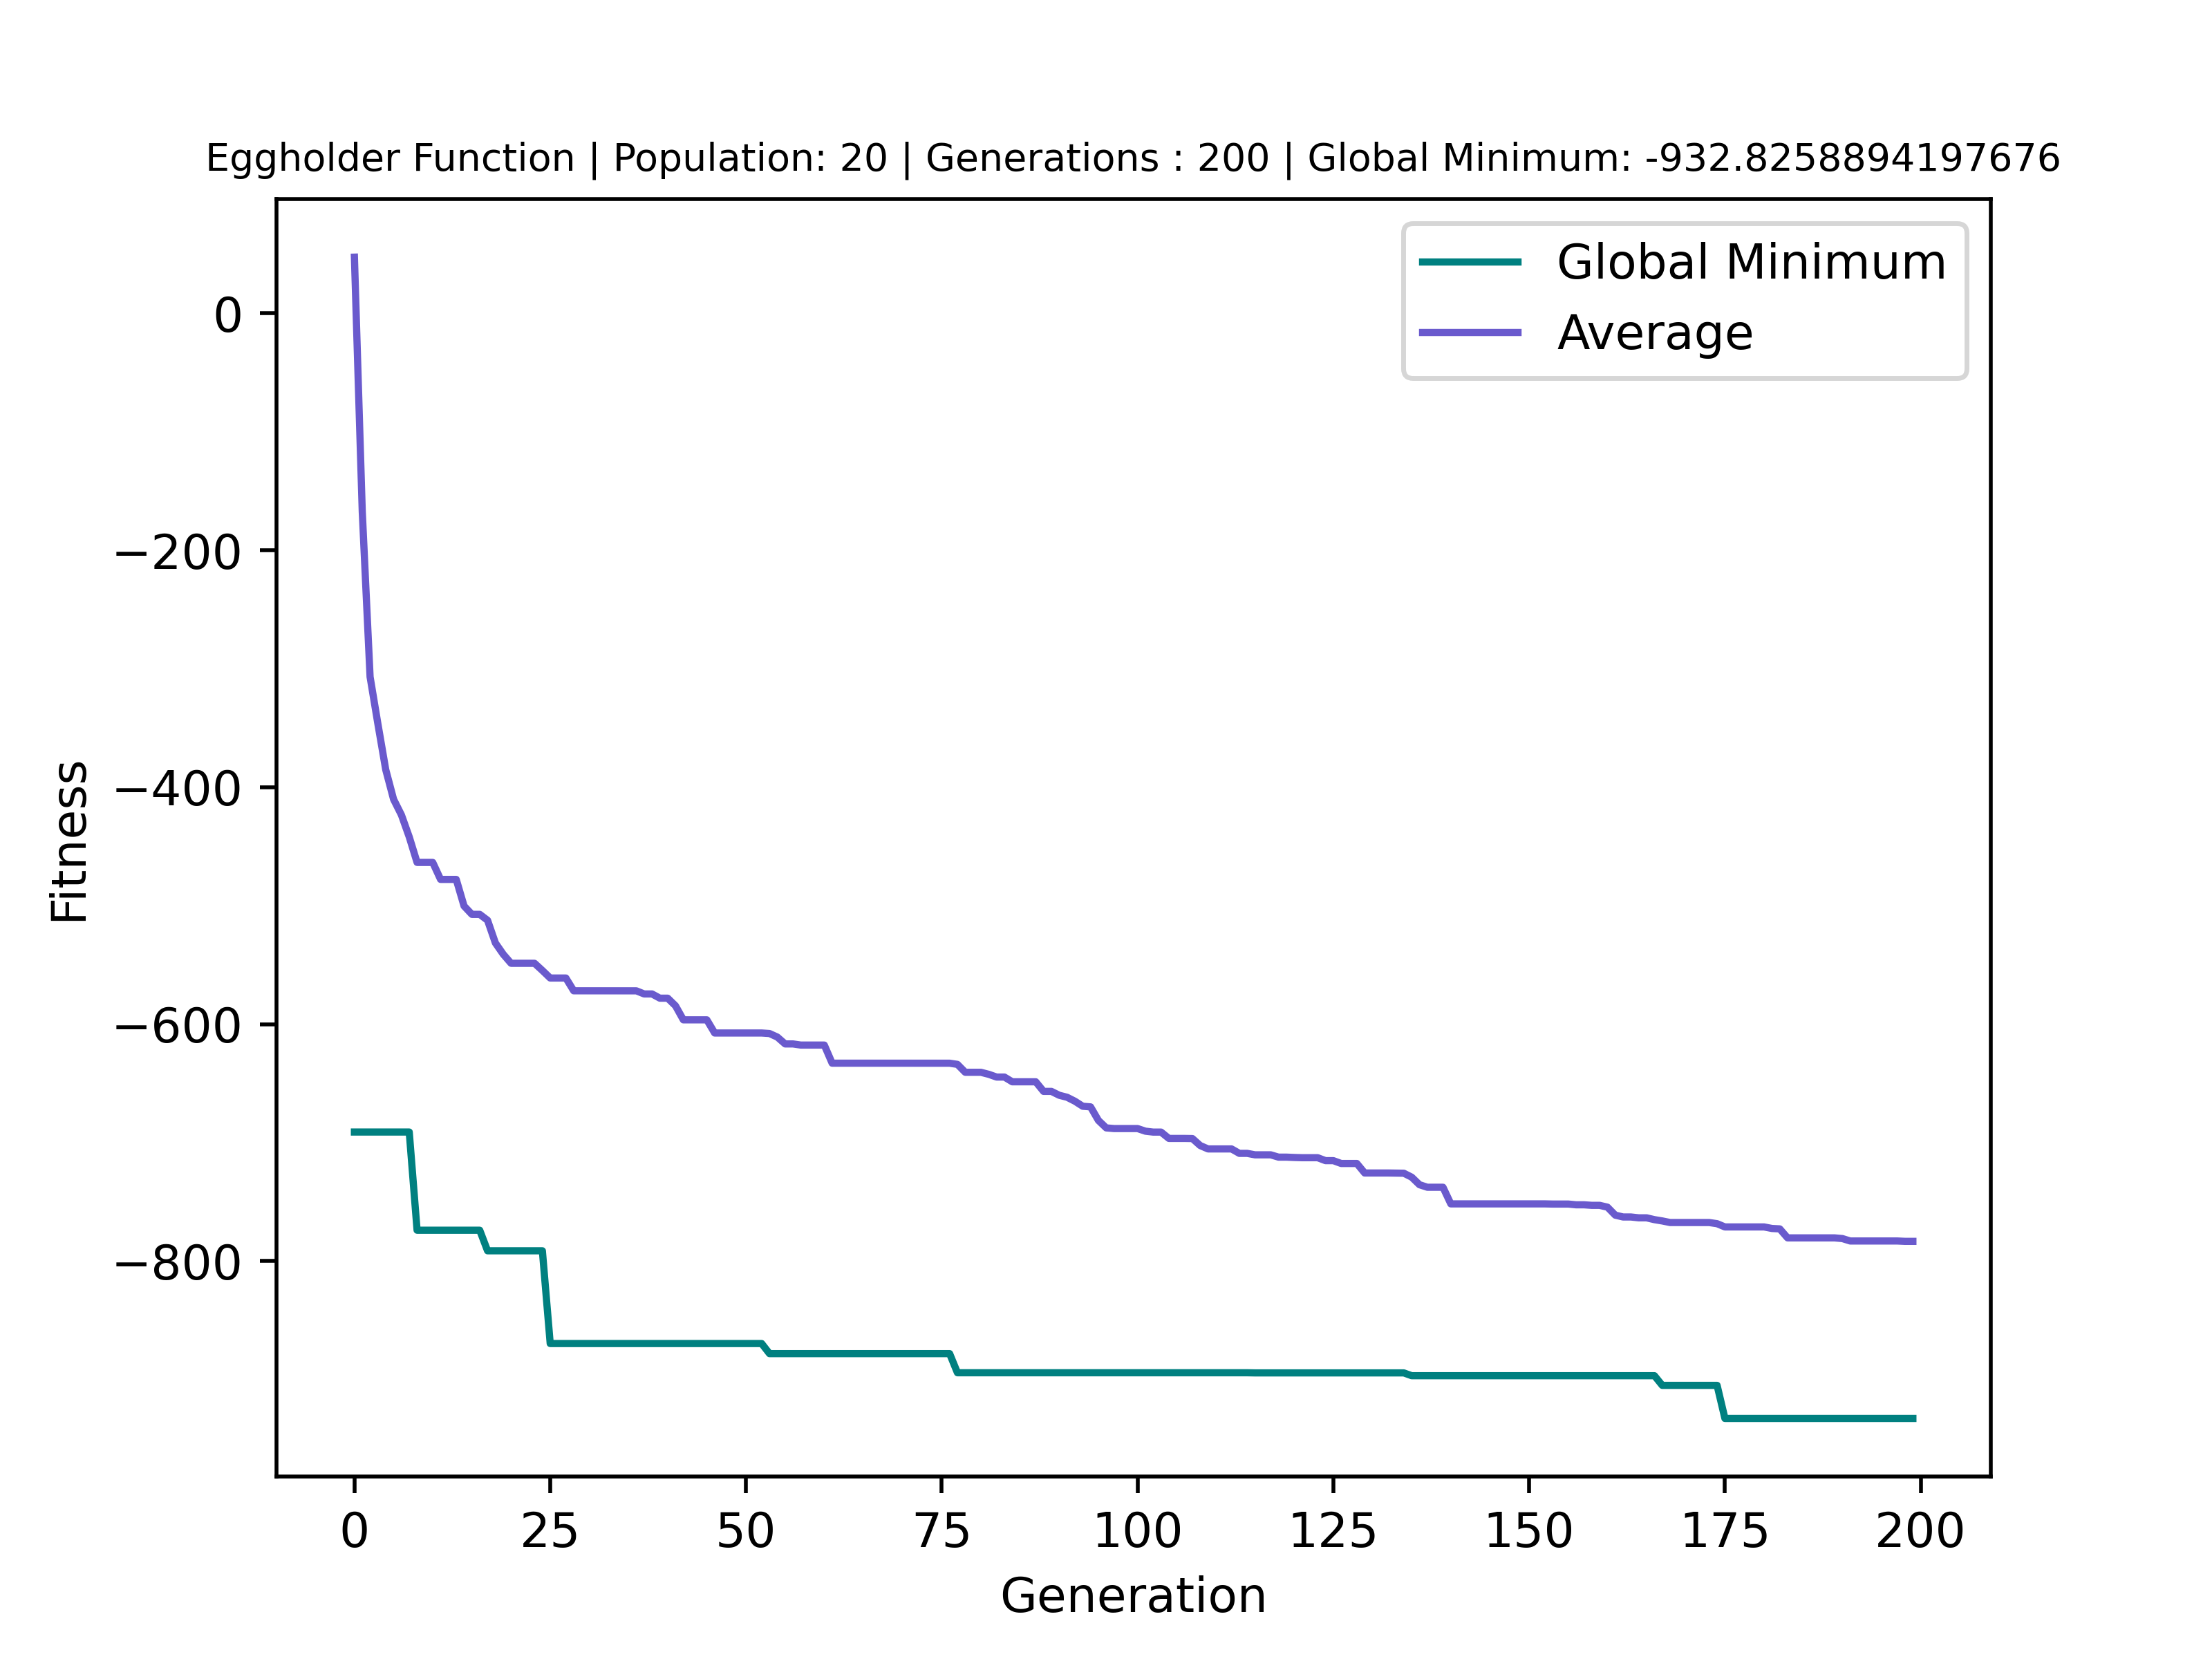 Eggholder Function | Population: 20 | Generations : 200 | Global Minimum: -932.8258894197676
Global Minimum
Average
0
−200
−400
−600
−800
Fitness
0 25 50 75 100 125 150 175 200
Generation